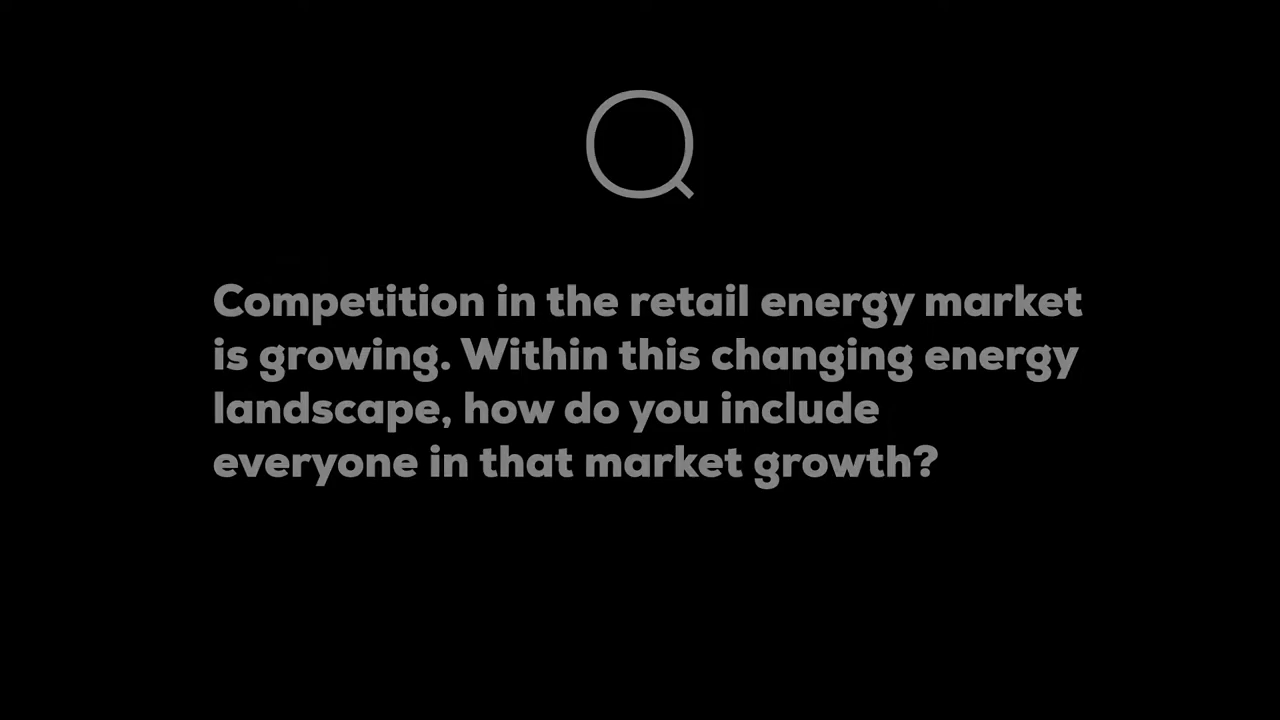 Q
Competition in the retail energy market
is growing. Within this changing energy
landscape, how do you include
everyone in that market growth?